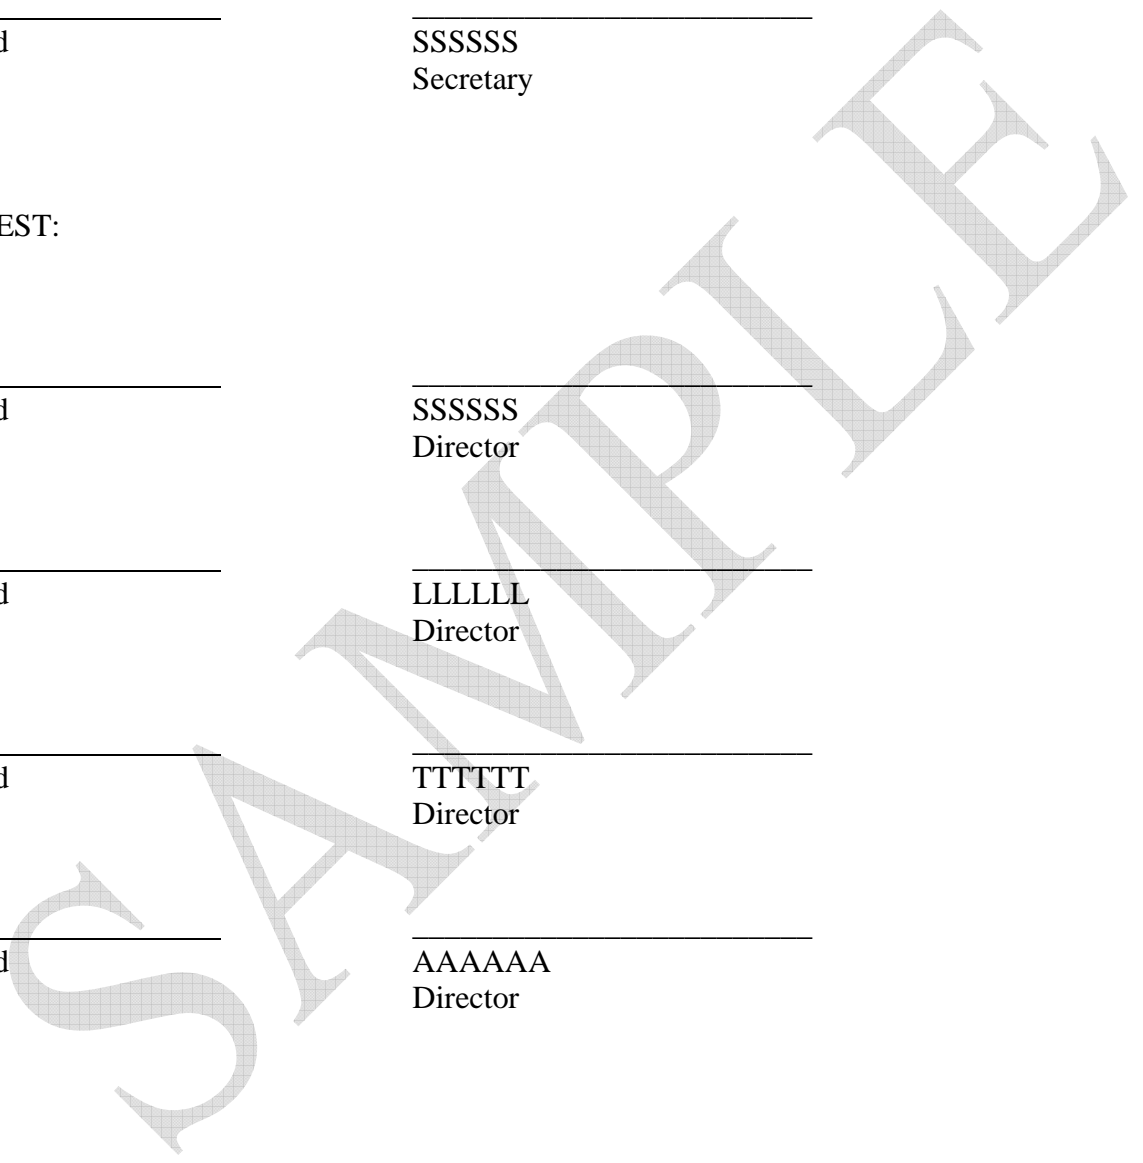 d SSSSSS
Secretary
EST:
d SSSSSS
Director
d LLLLLL
Director
d TTTTTT
Director
d AAAAAA
Director
SAMPLE